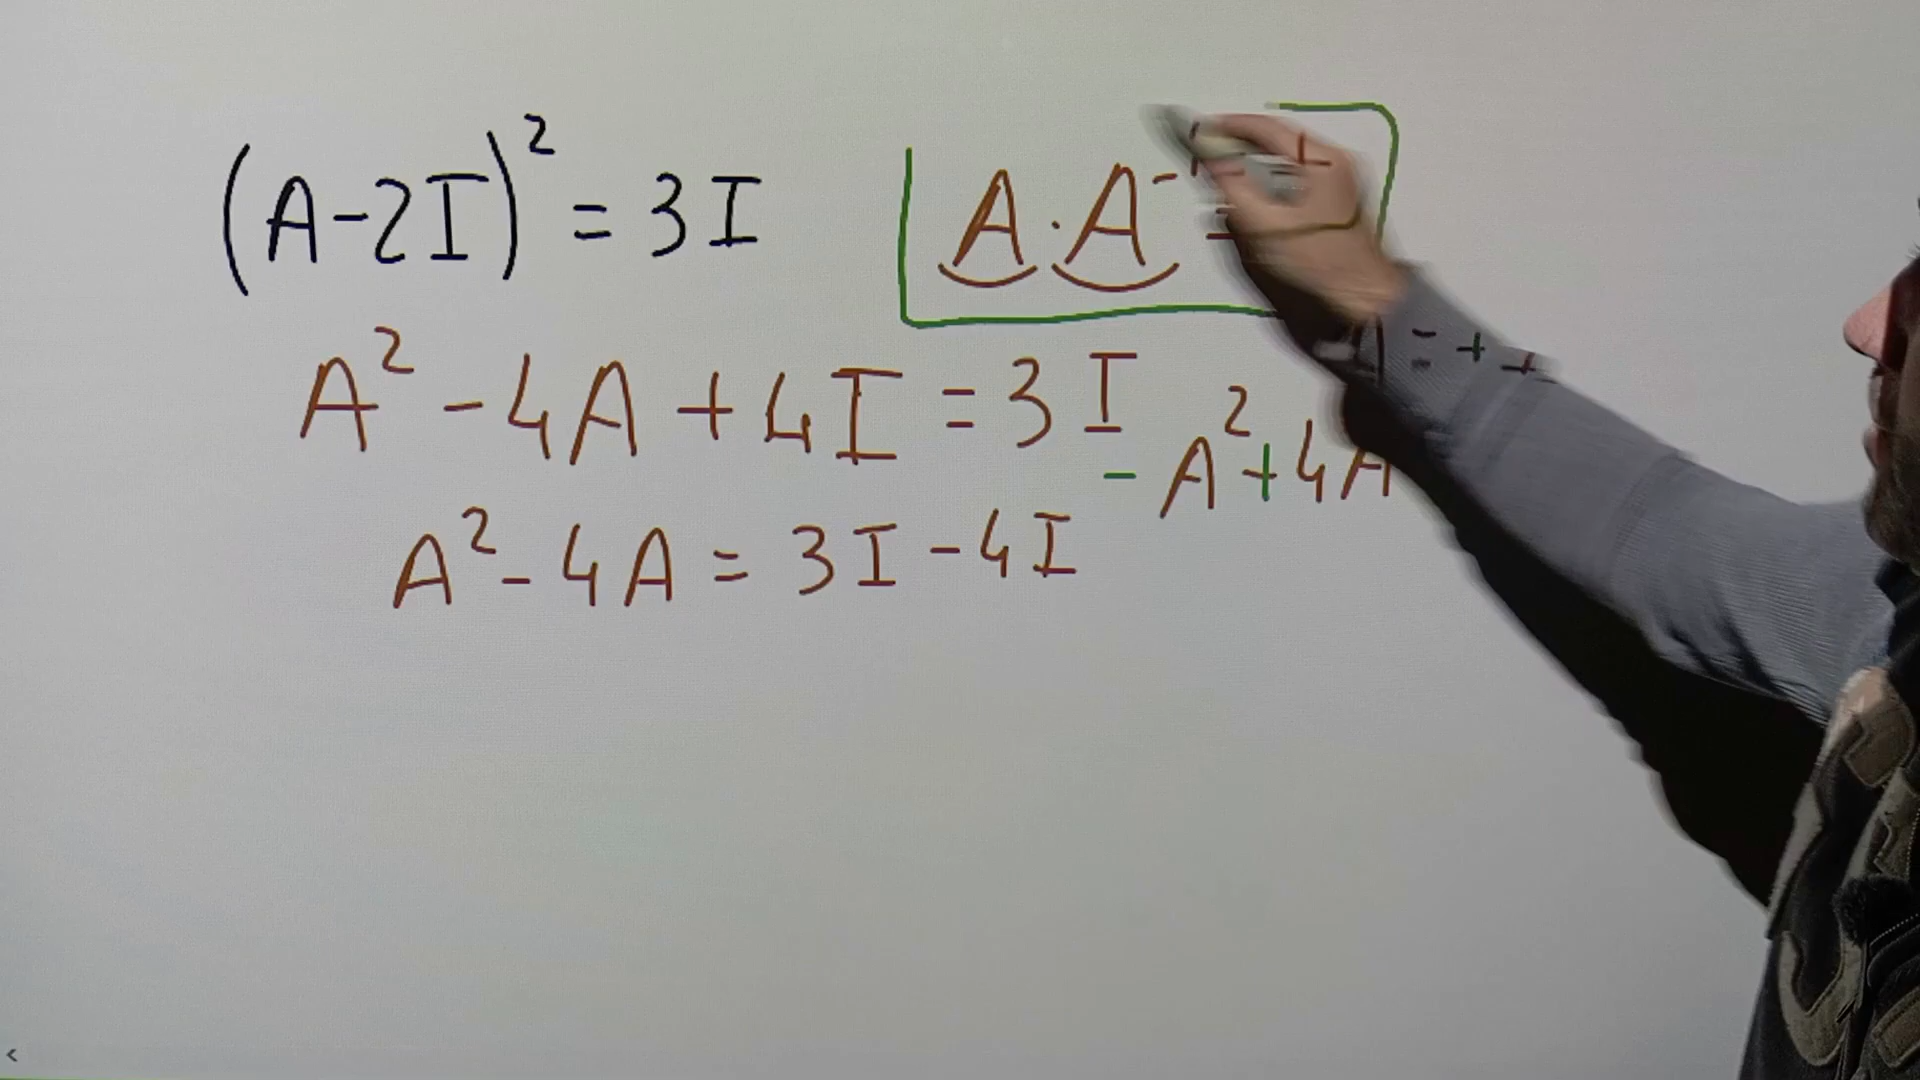 (A-2I)² = 3I
A · A⁻¹ =
A² - 4A + 4I = 3I
- A² + 4A
A² - 4A = 3I - 4I